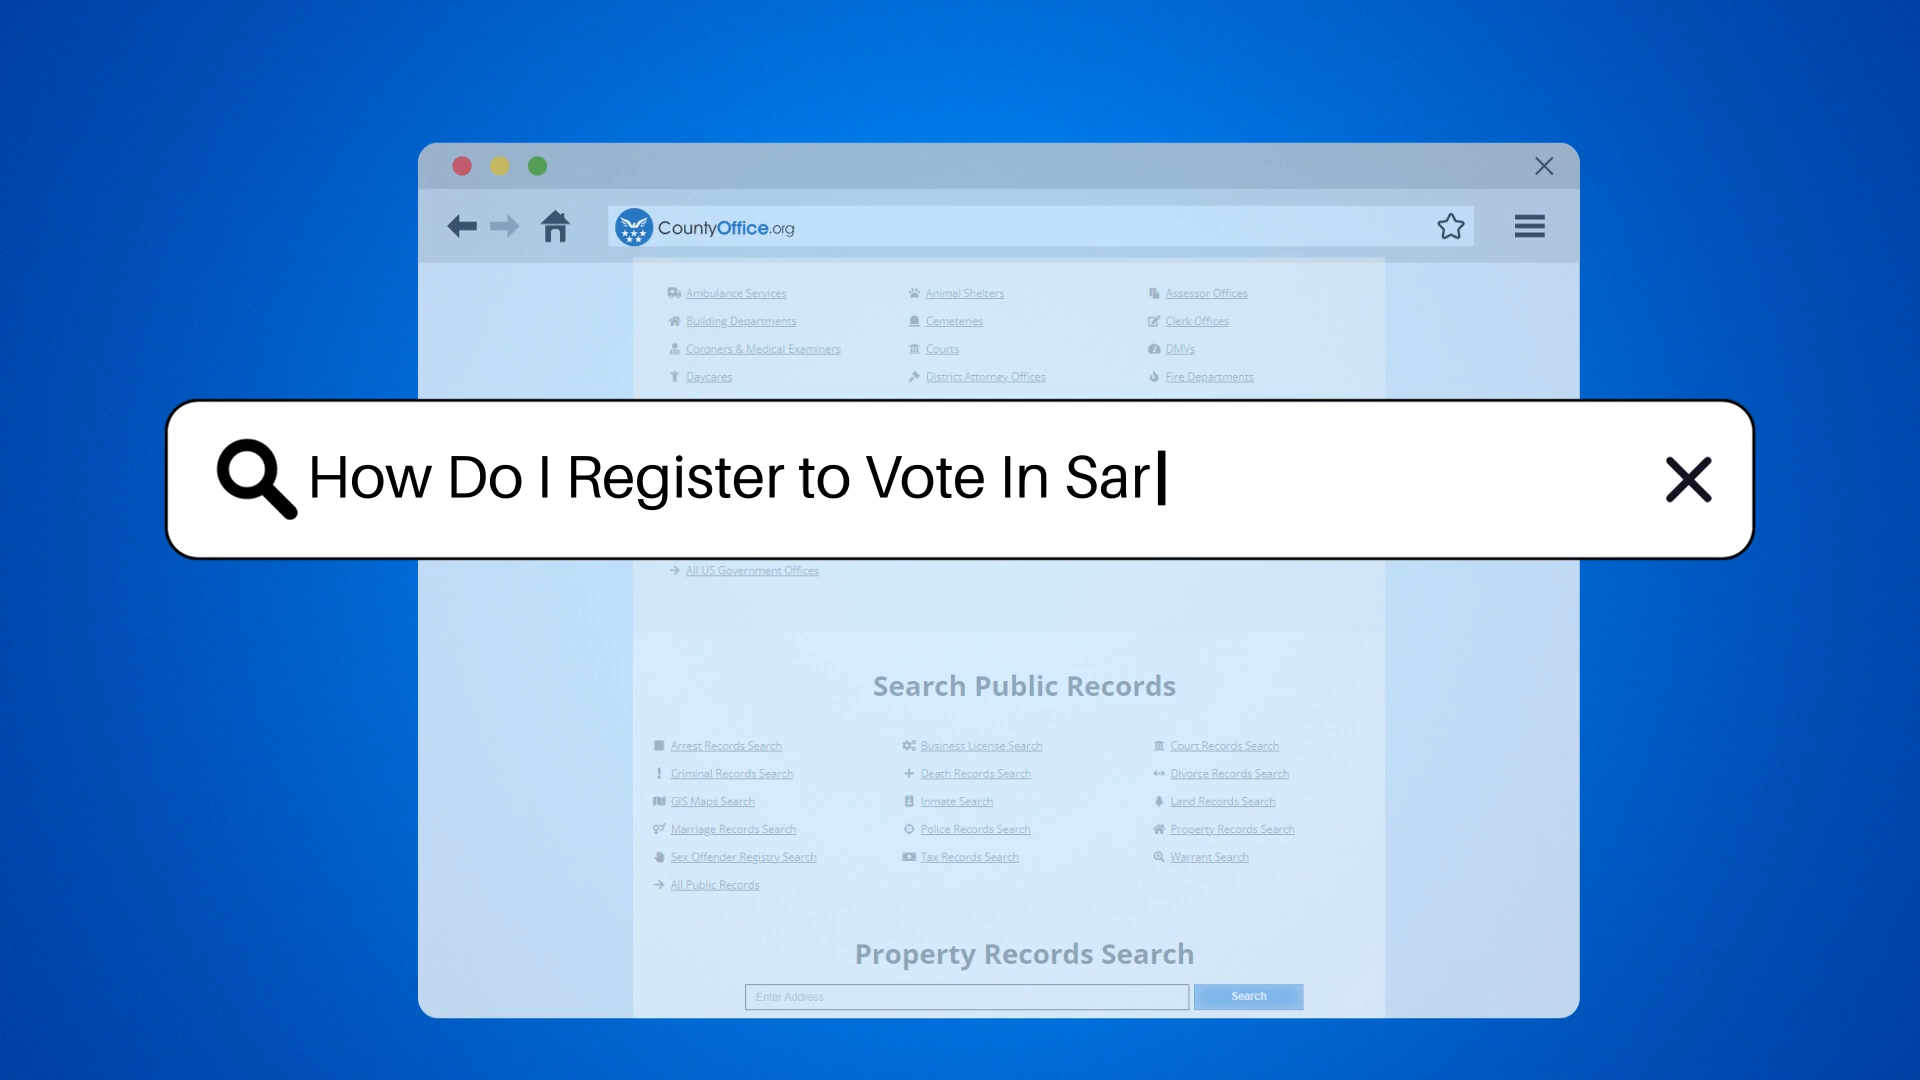 CountyOffice.org
Ambulance Services Animal Shelters Assessor Offices
Building Departments Cemeteries Clerk Offices
Coroners & Medical Examiners Courts DMVs
Daycares District Attorney Offices Fire Departments
How Do I Register to Vote In Sar
All US Government Offices
Search Public Records
Arrest Records Search Business License Search Court Records Search
Criminal Records Search Death Records Search Divorce Records Search
GIS Maps Search Inmate Search Land Records Search
Marriage Records Search Police Records Search Property Records Search
Sex Offender Registry Search Tax Records Search Warrant Search
All Public Records
Property Records Search
Enter Address Search